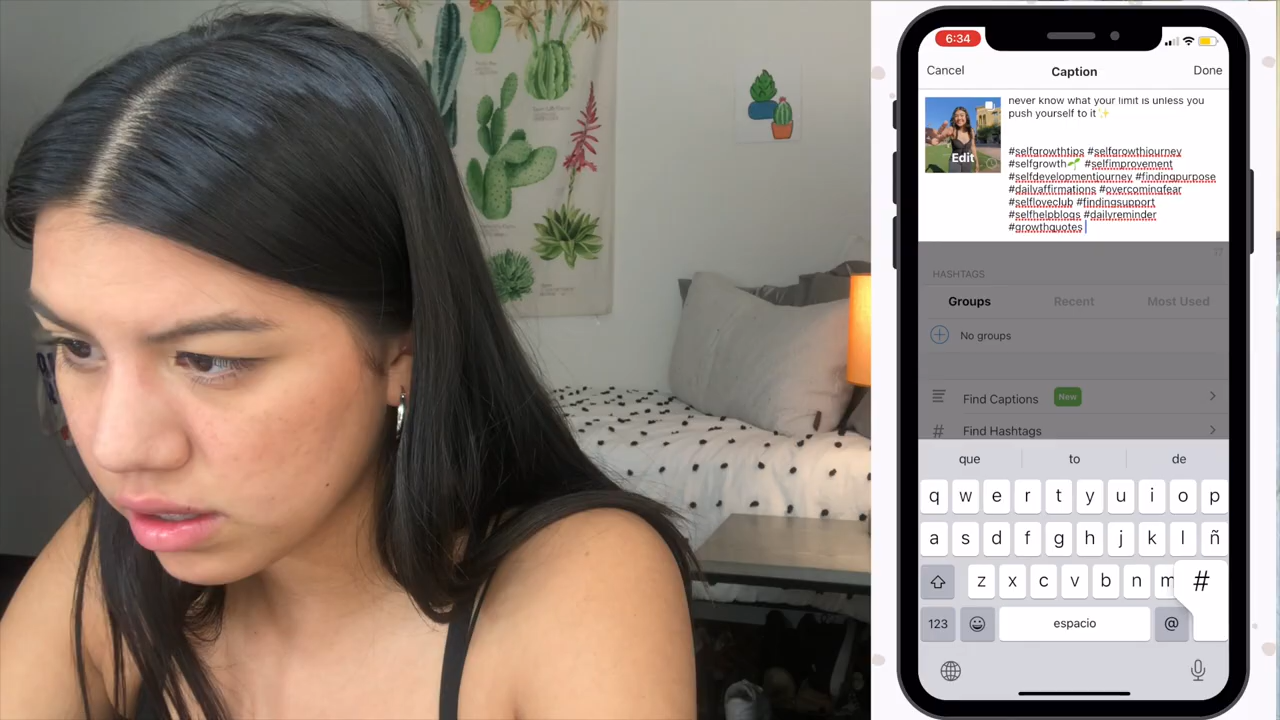 6:34
Cancel
Caption
Done
never know what your limit is unless you
push yourself to it✨
Edit
#selfgrowthtips #selfgrowthjourney
#selfgrowth🌱 #selfimprovement
#selfdevelopmentjourney #findingpurpose
#dailyaffirmations #overcomingfear
#selfloveclub #findingsupport
#selfhelpblogs #dailyreminder
#growthquotes
17
HASHTAGS
Groups
Recent
Most Used
No groups
Find Captions
New
# Find Hashtags
que
to
de
q w e r t y u i o p
a s d f g h j k l ñ
z x c v b n m #
123
espacio
@